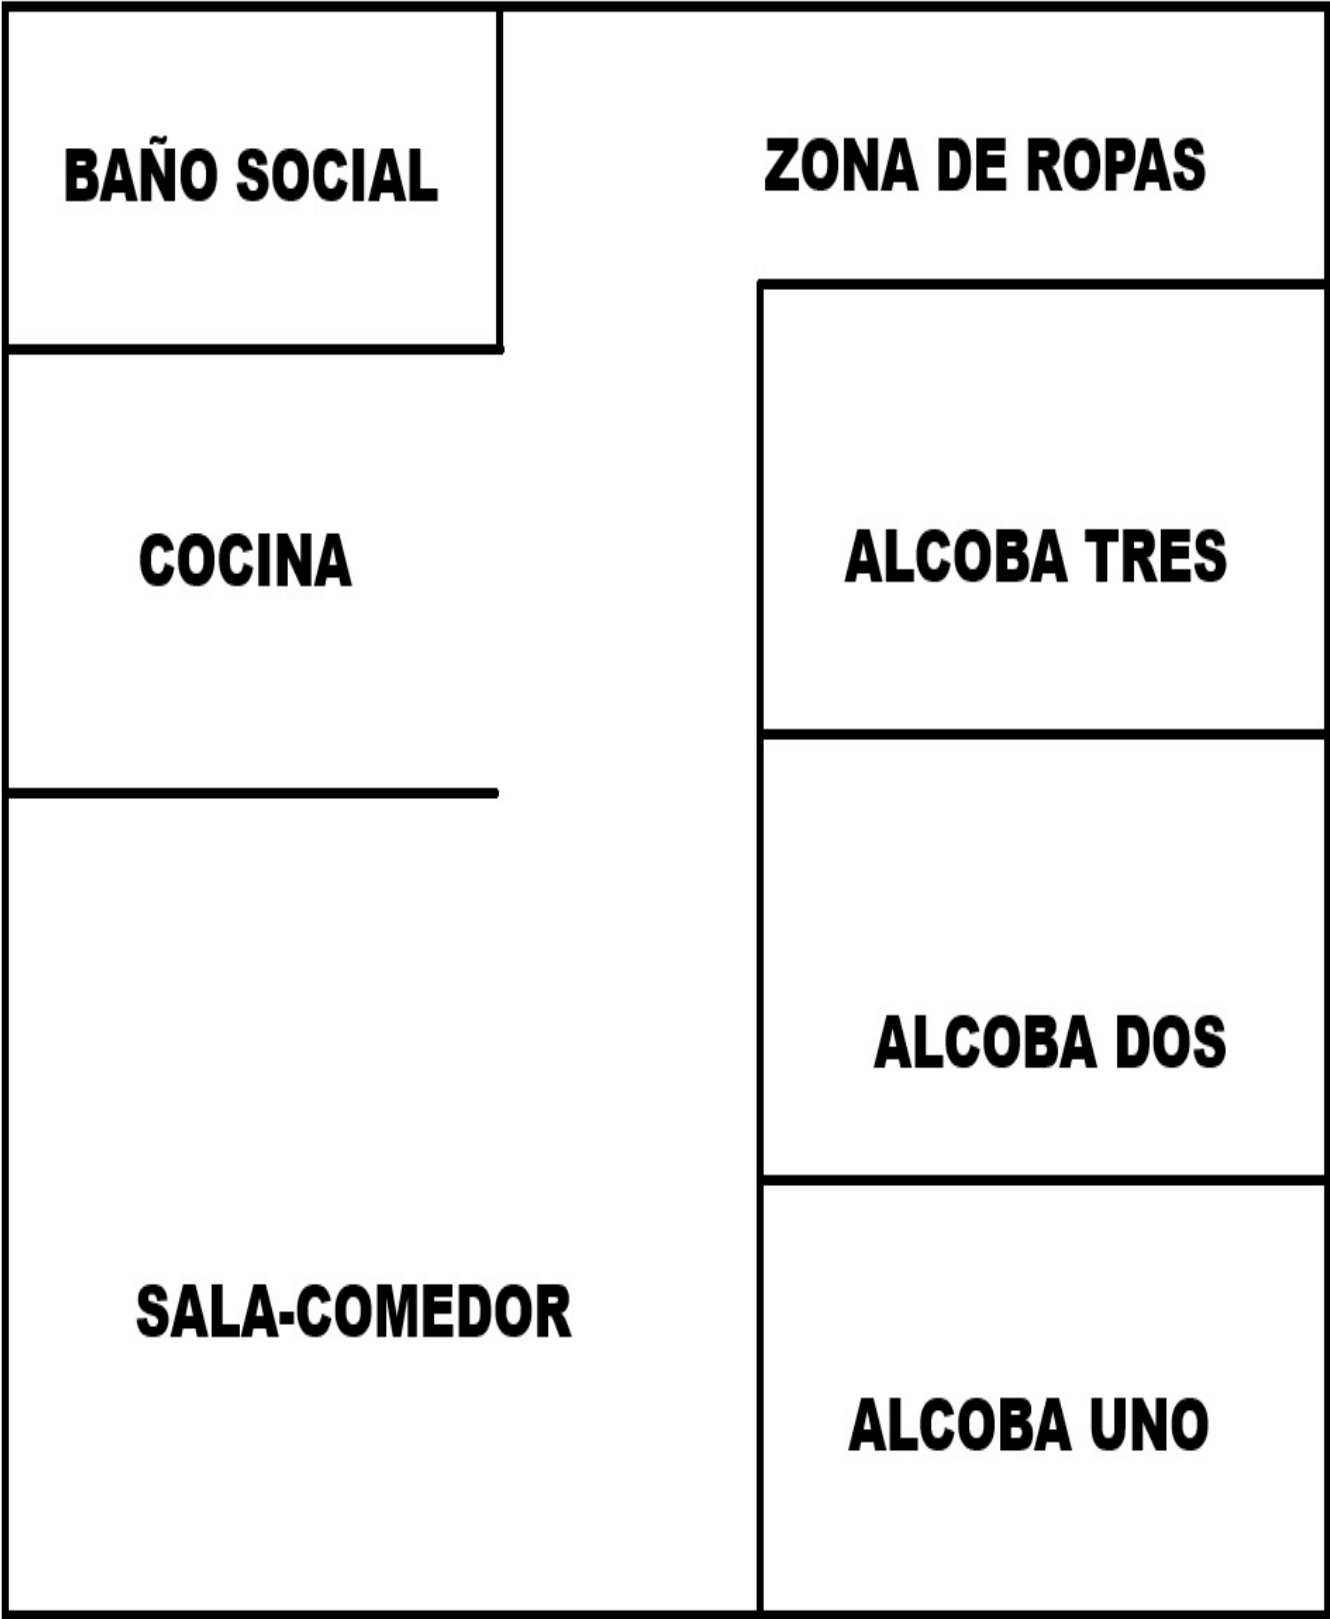 BAÑO SOCIAL
ZONA DE ROPAS
COCINA
ALCOBA TRES
ALCOBA DOS
SALA-COMEDOR
ALCOBA UNO